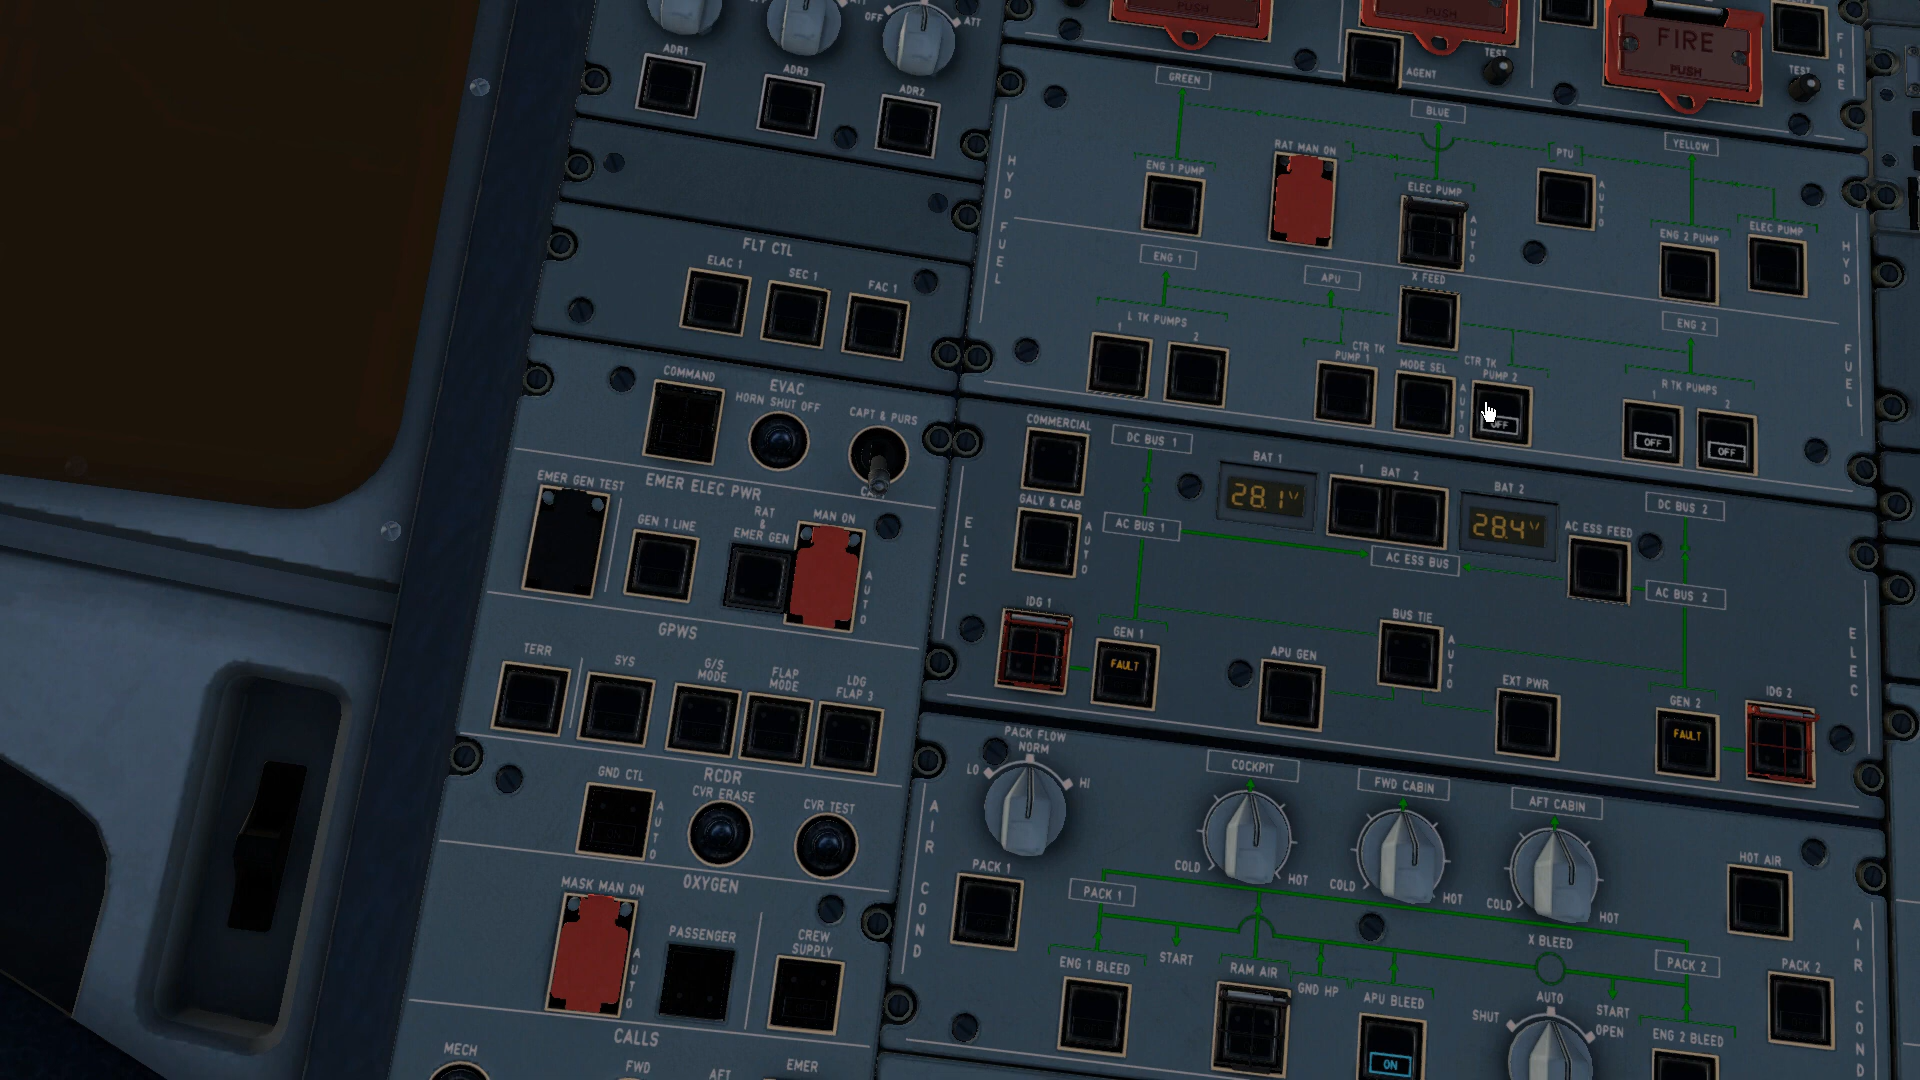 OFF
ATT
ADR1
ADR3
ADR2
FLT CTL
ELAC 1
SEC 1
FAC 1
COMMAND
EVAC
HORN SHUT OFF
CAPT & PURS
EMER GEN TEST
EMER ELEC PWR
GEN 1 LINE
RAT
&
EMER GEN
MAN ON
AUTO
GPWS
TERR
SYS
G/S
MODE
FLAP
MODE
LDG
FLAP 3
RCDR
GND CTL
AUTO
CVR ERASE
CVR TEST
OXYGEN
MASK MAN ON
AUTO
PASSENGER
CREW
SUPPLY
CALLS
MECH
FWD
AFT
EMER
PUSH
PUSH
FIRE
PUSH
AGENT
TEST
TEST
FIRE
GREEN
BLUE
YELLOW
HYD
ENG 1 PUMP
RAT MAN ON
ELEC PUMP
AUTO
PTU
AUTO
ENG 2 PUMP
ELEC PUMP
HYD
FUEL
ENG 1
APU
X FEED
ENG 2
L TK PUMPS
1
2
CTR TK
PUMP 1
MODE SEL
AUTO
CTR TK
PUMP 2
OFF
R TK PUMPS
1
2
OFF
OFF
FUEL
ELEC
COMMERCIAL
DC BUS 1
BAT 1
28.1V
1 BAT 2
BAT 2
28.4V
DC BUS 2
GALY & CAB
AUTO
AC BUS 1
AC ESS BUS
AC ESS FEED
AC BUS 2
IDG 1
GEN 1
FAULT
APU GEN
BUS TIE
AUTO
EXT PWR
GEN 2
FAULT
IDG 2
ELEC
PACK FLOW
NORM
LO
HI
COCKPIT
FWD CABIN
AFT CABIN
AIR COND
COLD
HOT
COLD
HOT
COLD
HOT
HOT AIR
PACK 1
PACK 1
START
X BLEED
PACK 2
PACK 2
ENG 1 BLEED
RAM AIR
GND HP
APU BLEED
ON
AUTO
SHUT
OPEN
START
ENG 2 BLEED
AIR COND